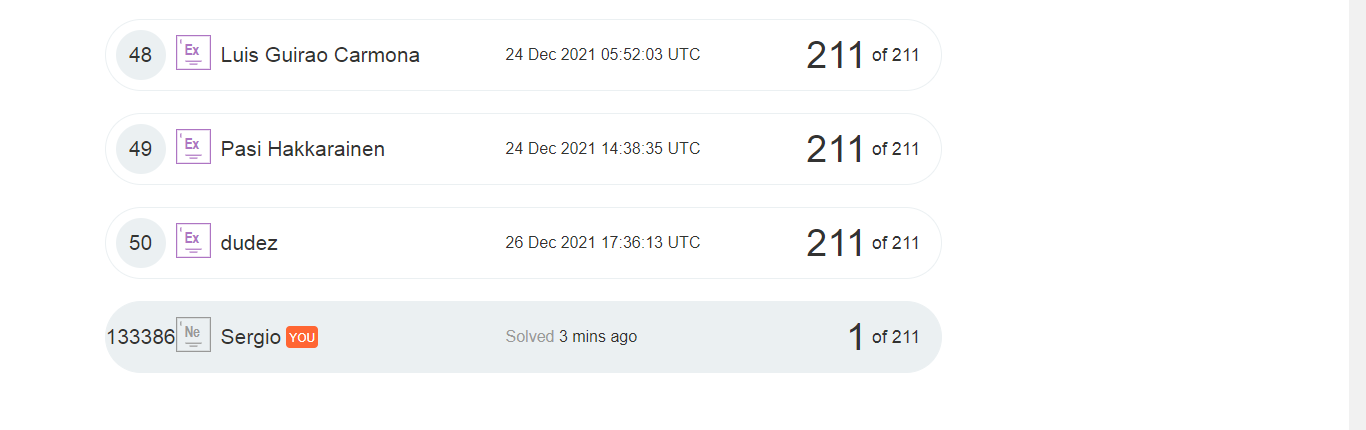 48 Ex Luis Guirao Carmona 24 Dec 2021 05:52:03 UTC 211 of 211
49 Ex Pasi Hakkarainen 24 Dec 2021 14:38:35 UTC 211 of 211
50 Ex dudez 26 Dec 2021 17:36:13 UTC 211 of 211
133386 Ne Sergio YOU Solved 3 mins ago 1 of 211